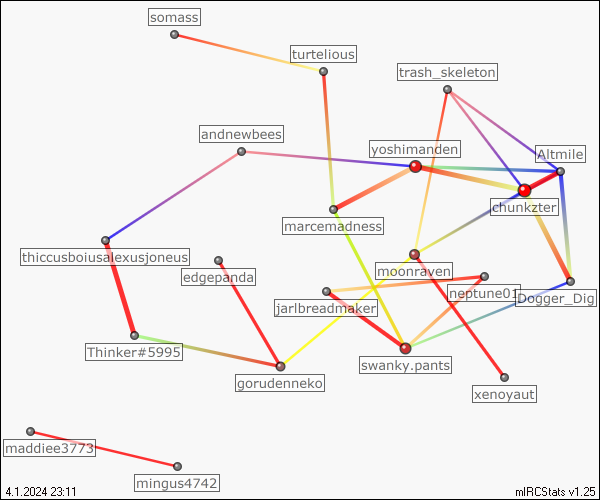 somass
turtelious
trash_skeleton
andnewbees
yoshimanden
Altmile
chunkzter
marcemadness
thiccusboiusalexusjoneus
edgepanda
moonraven
neptune01
Dogger_Dig
jarlbreadmaker
Thinker#5995
swanky.pants
gorudenneko
xenoyaut
maddiee3773
mingus4742
4.1.2024 23:11
mIRCStats v1.25